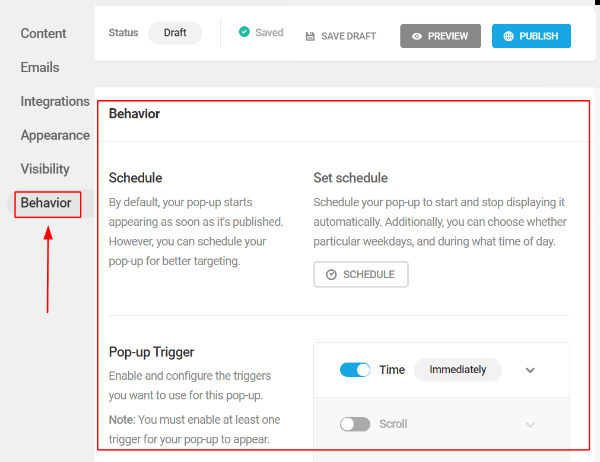 Content
Emails
Integrations
Appearance
Visibility
Behavior
Status Draft Saved SAVE DRAFT PREVIEW PUBLISH
Behavior
Schedule
By default, your pop-up starts
appearing as soon as it's published.
However, you can schedule your
pop-up for better targeting.
Set schedule
Schedule your pop-up to start and stop displaying it
automatically. Additionally, you can choose whether
particular weekdays, and during what time of day.
SCHEDULE
Pop-up Trigger
Enable and configure the triggers
you want to use for this pop-up.
Note: You must enable at least one
trigger for your pop-up to appear.
Time Immediately
Scroll